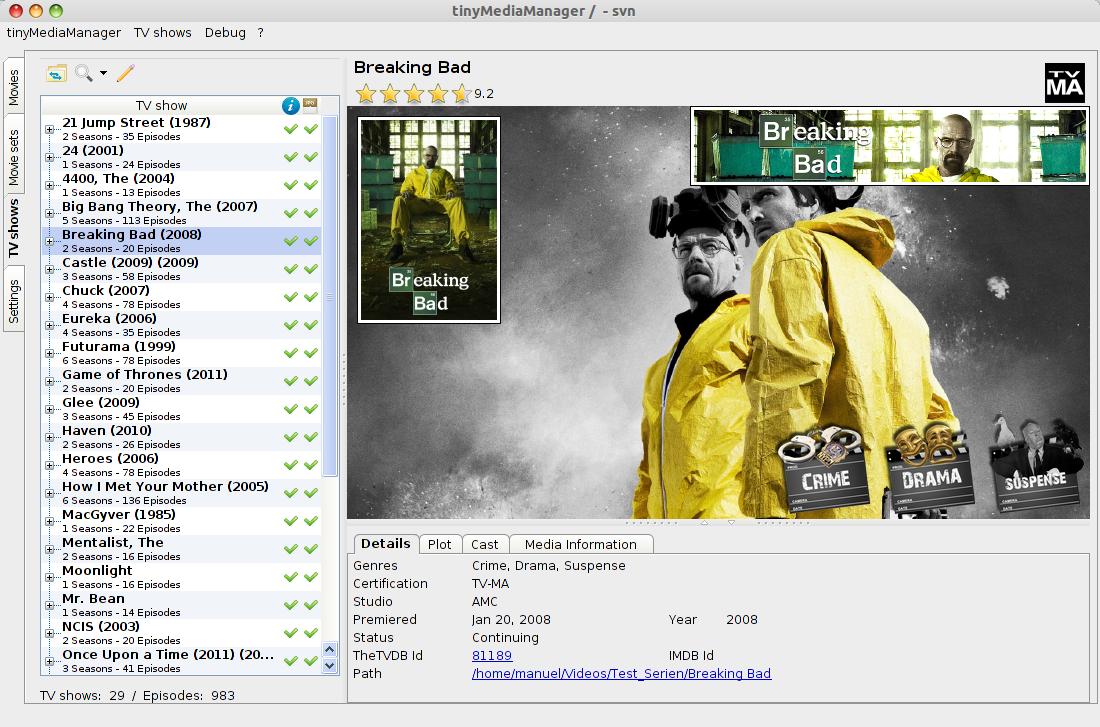 tinyMediaManager / - svn
tinyMediaManager TV shows Debug ?
Movies
Movie sets
TV shows
Settings
TV show
21 Jump Street (1987)
2 Seasons - 35 Episodes
24 (2001)
1 Seasons - 24 Episodes
4400, The (2004)
1 Seasons - 13 Episodes
Big Bang Theory, The (2007)
5 Seasons - 113 Episodes
Breaking Bad (2008)
2 Seasons - 20 Episodes
Castle (2009) (2009)
3 Seasons - 58 Episodes
Chuck (2007)
4 Seasons - 78 Episodes
Eureka (2006)
4 Seasons - 35 Episodes
Futurama (1999)
6 Seasons - 78 Episodes
Game of Thrones (2011)
2 Seasons - 20 Episodes
Glee (2009)
3 Seasons - 45 Episodes
Haven (2010)
2 Seasons - 26 Episodes
Heroes (2006)
4 Seasons - 78 Episodes
How I Met Your Mother (2005)
6 Seasons - 136 Episodes
MacGyver (1985)
1 Seasons - 22 Episodes
Mentalist, The
2 Seasons - 16 Episodes
Moonlight
1 Seasons - 16 Episodes
Mr. Bean
1 Seasons - 14 Episodes
NCIS (2003)
2 Seasons - 20 Episodes
Once Upon a Time (2011) (20...
3 Seasons - 41 Episodes
TV shows: 29 / Episodes: 983
Breaking Bad
9.2
TV
MA
Breaking
Bad
Breaking
Bad
CRIME
DRAMA
SUSPENSE
Details Plot Cast Media Information
Genres Crime, Drama, Suspense
Certification TV-MA
Studio AMC
Premiered Jan 20, 2008 Year 2008
Status Continuing
TheTVDB Id 81189 IMDB Id
Path /home/manuel/Videos/Test_Serien/Breaking Bad